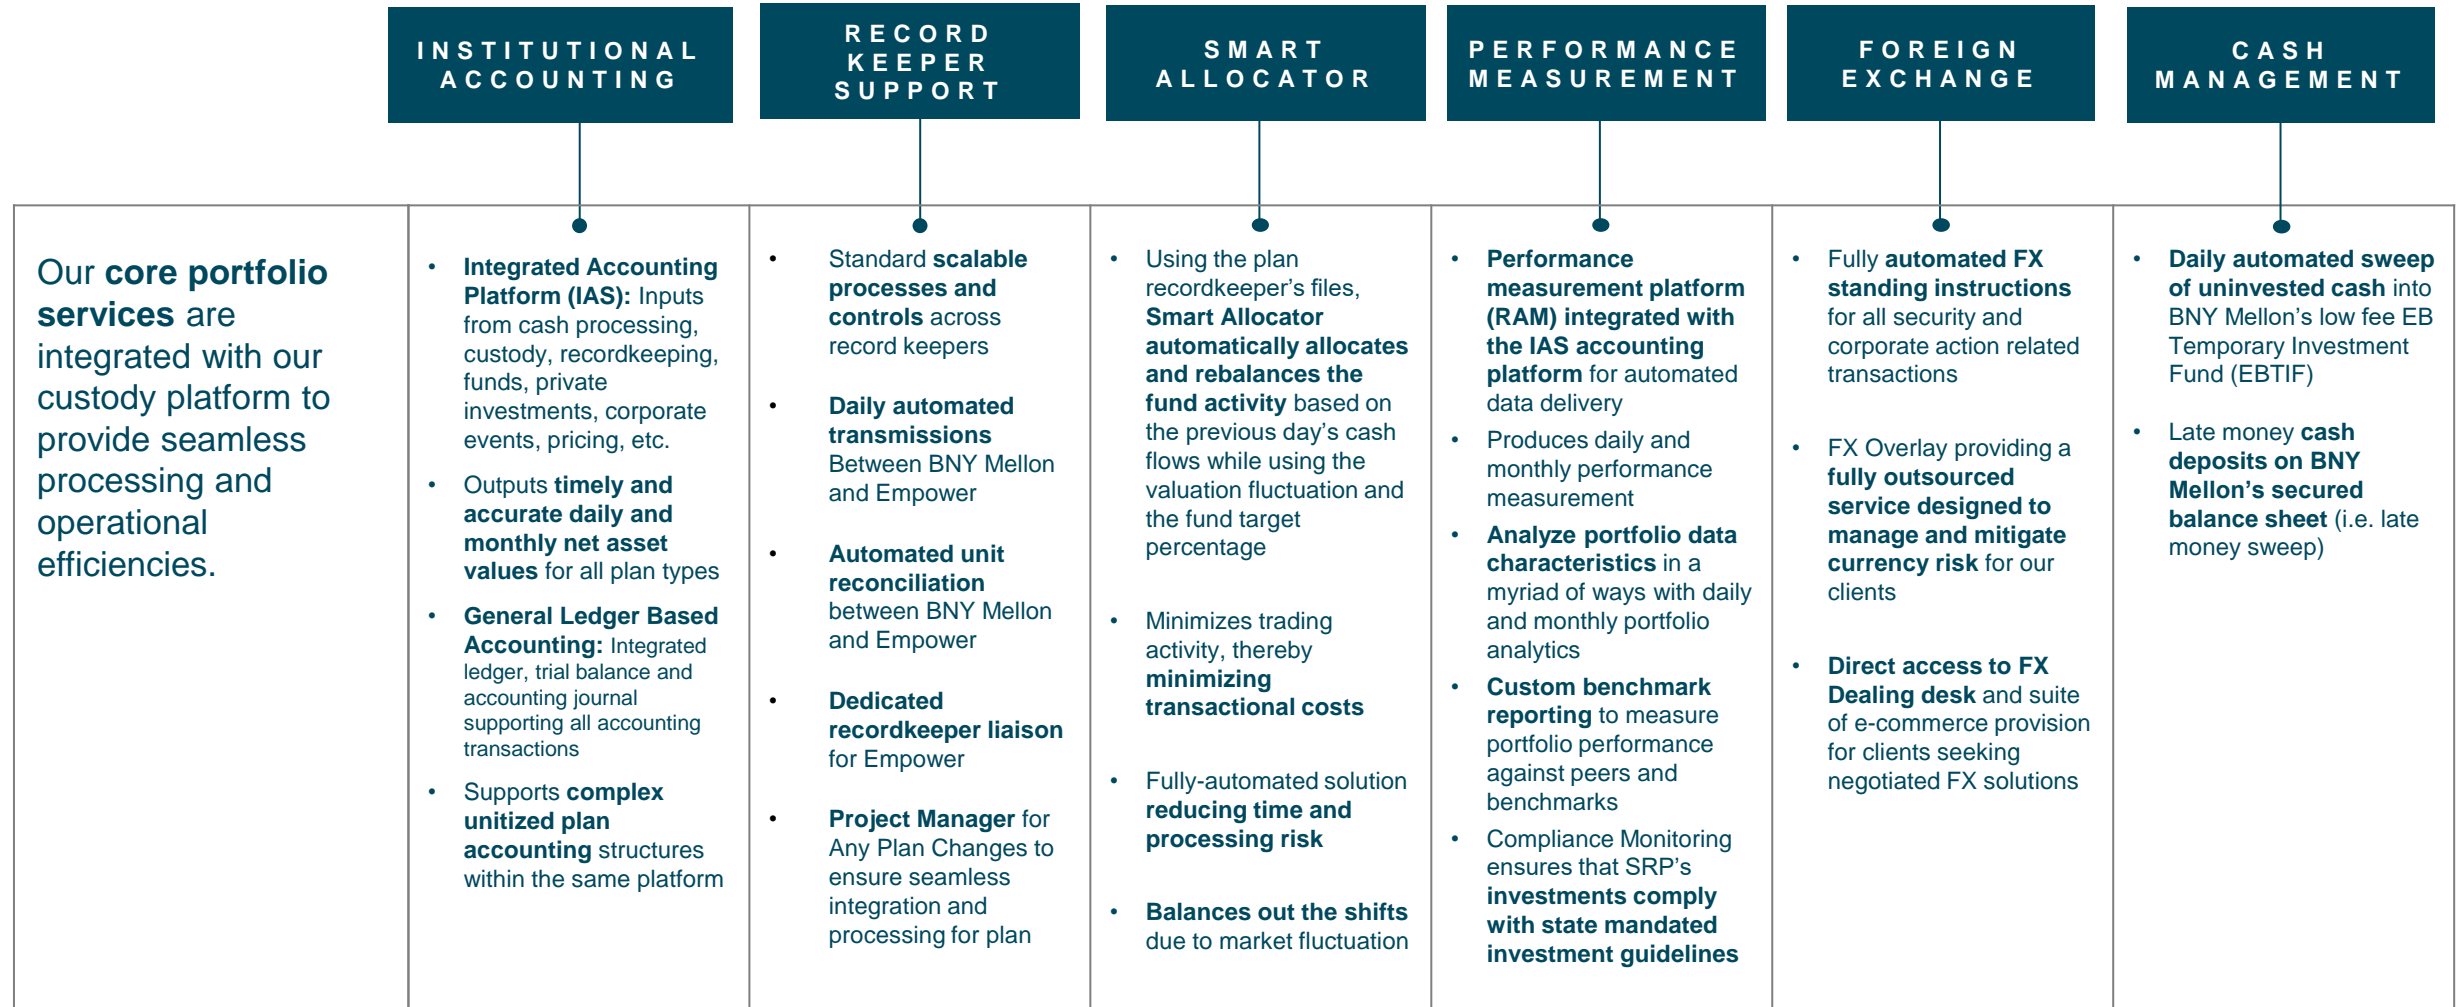 INSTITUTIONAL
ACCOUNTING
RECORD
KEEPER
SUPPORT
SMART
ALLOCATOR
PERFORMANCE
MEASUREMENT
FOREIGN
EXCHANGE
CASH
MANAGEMENT
Our core portfolio
services are
integrated with our
custody platform to
provide seamless
processing and
operational
efficiencies.
• Integrated Accounting
Platform (IAS): Inputs
from cash processing,
custody, recordkeeping,
funds, private
investments, corporate
events, pricing, etc.
• Outputs timely and
accurate daily and
monthly net asset
values for all plan types
• General Ledger Based
Accounting: Integrated
ledger, trial balance and
accounting journal
supporting all accounting
transactions
• Supports complex
unitized plan
accounting structures
within the same platform
• Standard scalable
processes and
controls across
record keepers
• Daily automated
transmissions
Between BNY Mellon
and Empower
• Automated unit
reconciliation
between BNY Mellon
and Empower
• Dedicated
recordkeeper liaison
for Empower
• Project Manager for
Any Plan Changes to
ensure seamless
integration and
processing for plan
• Using the plan
recordkeeper’s files,
Smart Allocator
automatically allocates
and rebalances the
fund activity based on
the previous day’s cash
flows while using the
valuation fluctuation and
the fund target
percentage
• Minimizes trading
activity, thereby
minimizing
transactional costs
• Fully-automated solution
reducing time and
processing risk
• Balances out the shifts
due to market fluctuation
• Performance
measurement platform
(RAM) integrated with
the IAS accounting
platform for automated
data delivery
• Produces daily and
monthly performance
measurement
• Analyze portfolio data
characteristics in a
myriad of ways with daily
and monthly portfolio
analytics
• Custom benchmark
reporting to measure
portfolio performance
against peers and
benchmarks
• Compliance Monitoring
ensures that SRP’s
investments comply
with state mandated
investment guidelines
• Fully automated FX
standing instructions
for all security and
corporate action related
transactions
• FX Overlay providing a
fully outsourced
service designed to
manage and mitigate
currency risk for our
clients
• Direct access to FX
Dealing desk and suite
of e-commerce provision
for clients seeking
negotiated FX solutions
• Daily automated sweep
of uninvested cash into
BNY Mellon’s low fee EB
Temporary Investment
Fund (EBTIF)
• Late money cash
deposits on BNY
Mellon’s secured
balance sheet (i.e. late
money sweep)